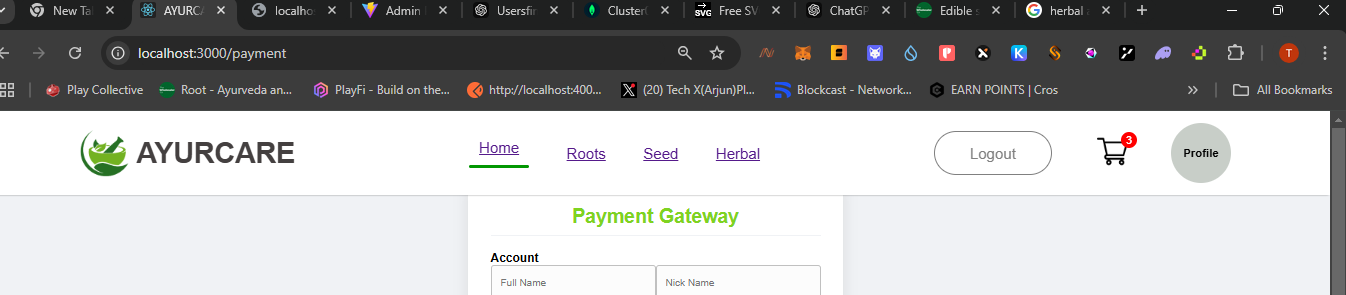 New Ta
AYURCA
localho
Admin
Usersfi
Cluster
SVG
Free SV
ChatGP
Edible s
herbal
localhost:3000/payment
T
Play Collective
Root - Ayurveda an...
PlayFi - Build on the...
http://localhost:400...
(20) Tech X(Arjun)Pl...
Blockcast - Network...
EARN POINTS | Cros
All Bookmarks
AYURCARE
Home
Roots
Seed
Herbal
Logout
3
Profile
Payment Gateway
Account
Full Name
Nick Name